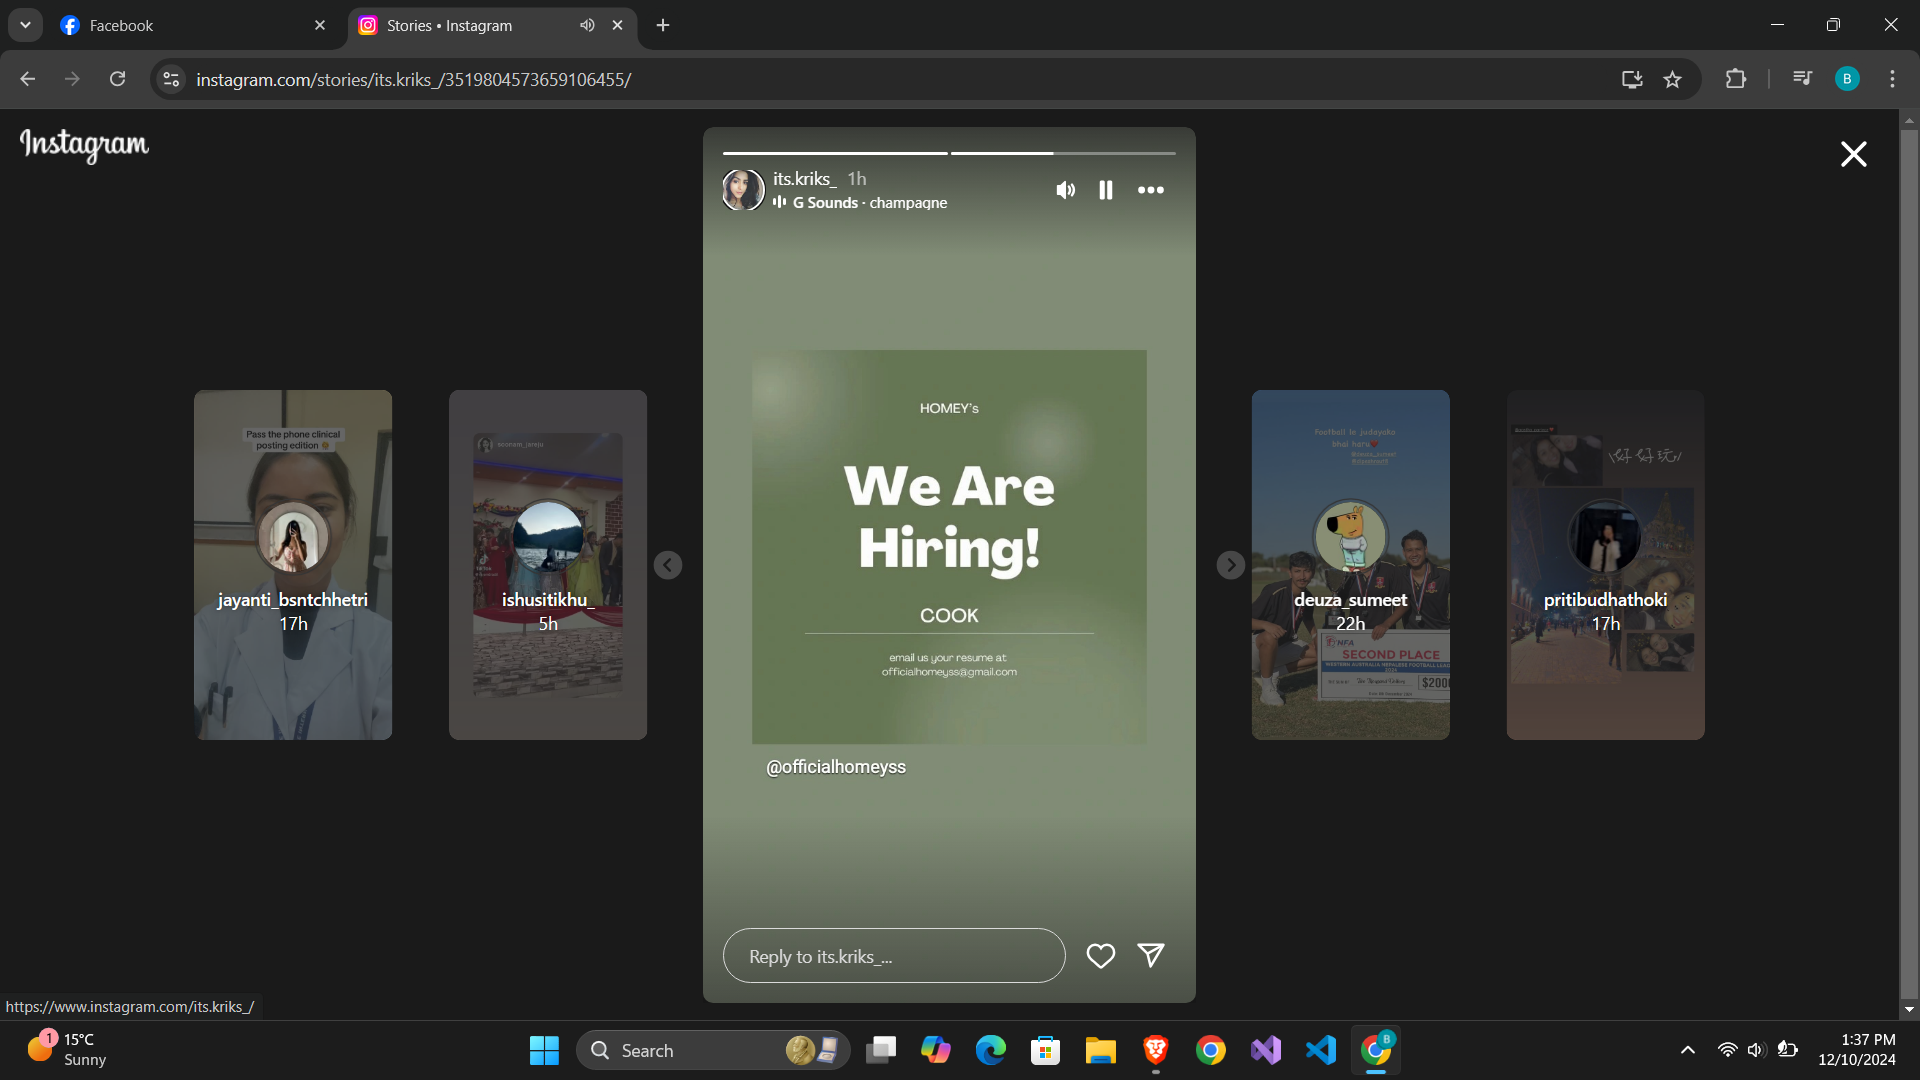 Facebook
Stories • Instagram
instagram.com/stories/its.kriks_/3519804573659106455/
B
Instagram
its.kriks_ 1h
G Sounds · champagne
HOMEY's
We Are
Hiring!
COOK
email us your resume at
officialhomeyss@gmail.com
@officialhomeyss
Reply to its.kriks_...
Pass the phone clinical
posting edition
jayanti_bsntchhetri
17h
ishusitikhu_
5h
Football le judayeko
bhai haru
deuza_sumeet
22h
NFA
SECOND PLACE
$2000
pritibudhathoki
17h
https://www.instagram.com/its.kriks_/
1
15°C
Sunny
Search
B
1:37 PM
12/10/2024